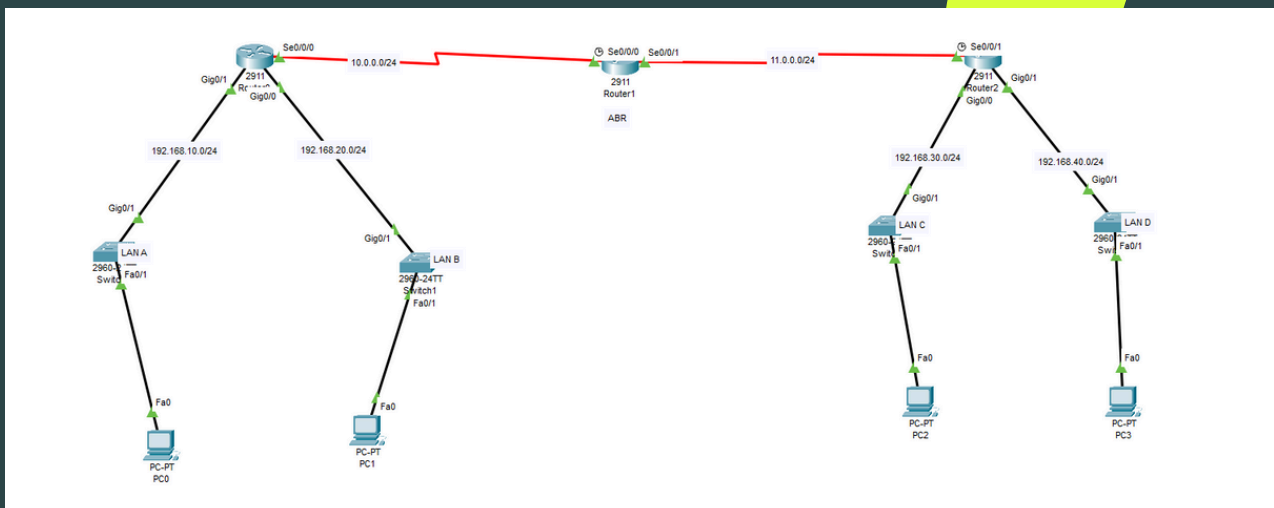 Se0/0/0
10.0.0.0/24
Se0/0/0
Se0/0/1
11.0.0.0/24
Se0/0/1
2911
Gig0/1
Gig0/0
2911
Router1
ABR
2911
Router2
Gig0/1
Gig0/0
192.168.10.0/24
192.168.20.0/24
192.168.30.0/24
192.168.40.0/24
Gig0/1
LAN A
Fa0/1
Gig0/1
LAN B
2960-24TT
Switch1
Fa0/1
Gig0/1
LAN C
Fa0/1
Gig0/1
LAN D
Fa0/1
Fa0
PC-PT
PC0
Fa0
PC-PT
PC1
Fa0
PC-PT
PC2
Fa0
PC-PT
PC3